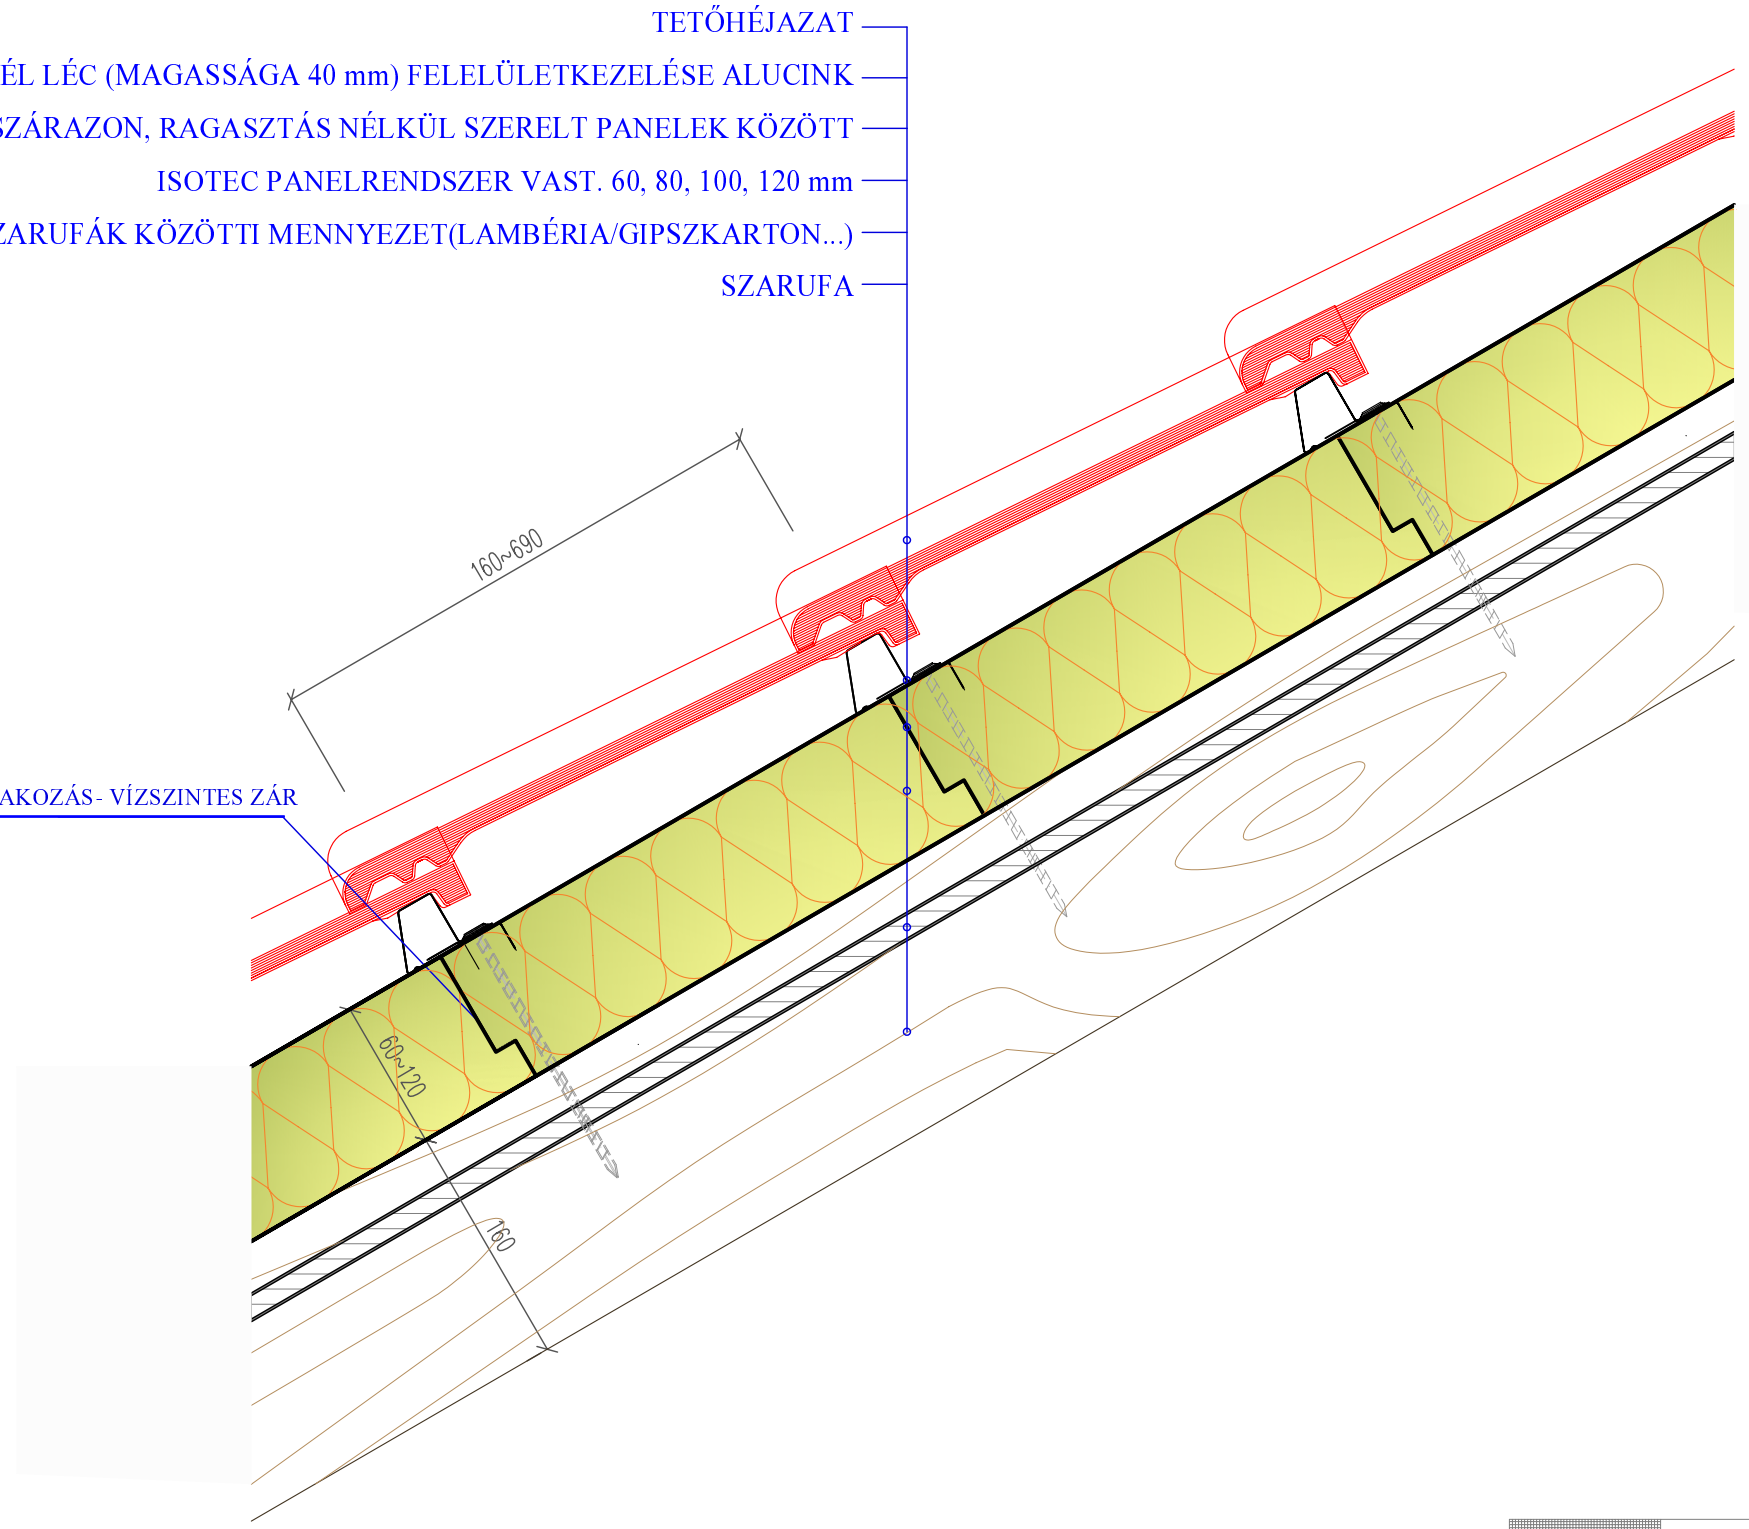 TETŐHÉJAZAT
ÉL LÉC (MAGASSÁGA 40 mm) FELELÜLETKEZELÉSE ALUCINK
SZÁRAZON, RAGASZTÁS NÉLKÜL SZERELT PANELEK KÖZÖTT
ISOTEC PANELRENDSZER VAST. 60, 80, 100, 120 mm
ZARUFÁK KÖZÖTTI MENNYEZET(LAMBÉRIA/GIPSZKARTON...)
SZARUFA
160~690
AKOZÁS- VÍZSZINTES ZÁR
60~120
160